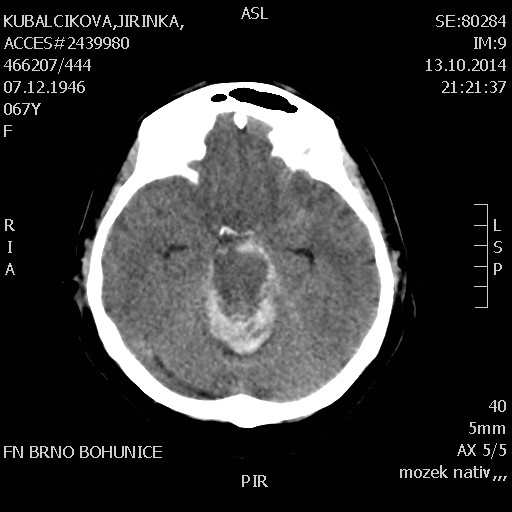 KUBALCIKOVA,JIRINKA,
ACCES#2439980
466207/444
07.12.1946
067Y
F
ASL
SE:80284
IM:9
13.10.2014
21:21:37
R
I
A
L
S
P
40
5mm
FN BRNO BOHUNICE
AX 5/5
mozek nativ,,,
PIR